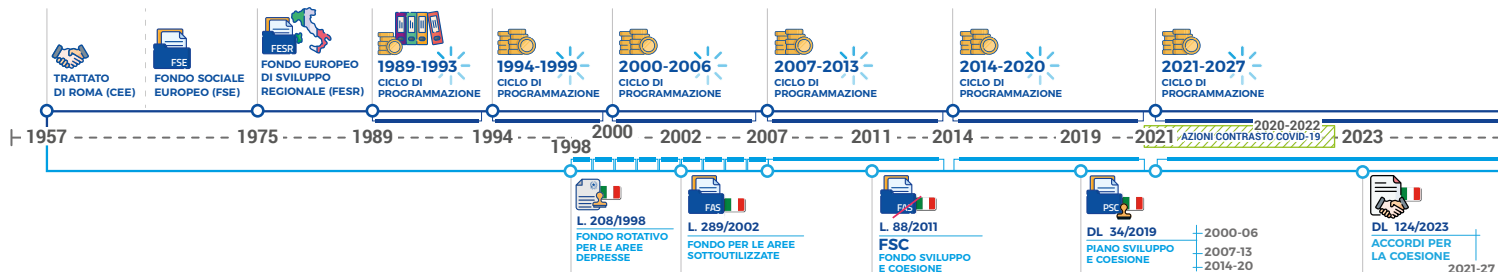 TRATTATO
DI ROMA (CEE)
FSE
FONDO SOCIALE
EUROPEO (FSE)
FESR
FONDO EUROPEO
DI SVILUPPO
REGIONALE (FESR)
1989-1993
CICLO DI
PROGRAMMAZIONE
1994-1999
CICLO DI
PROGRAMMAZIONE
2000-2006
CICLO DI
PROGRAMMAZIONE
2007-2013
CICLO DI
PROGRAMMAZIONE
2014-2020
CICLO DI
PROGRAMMAZIONE
2021-2027
CICLO DI
PROGRAMMAZIONE
1957
1975
1989
1994
1998
2000
2002
2007
2011
2014
2019
2021
2020-2022
AZIONI CONTRASTO COVID-19
2023
L. 208/1998
FONDO ROTATIVO
PER LE AREE
DEPRESSE
FAS
L. 289/2002
FONDO PER LE AREE
SOTTOUTILIZZATE
FAS
L. 88/2011
FSC
FONDO SVILUPPO
E COESIONE
PSC
DL 34/2019
PIANO SVILUPPO
E COESIONE
2000-06
2007-13
2014-20
DL 124/2023
ACCORDI PER
LA COESIONE
2021-27